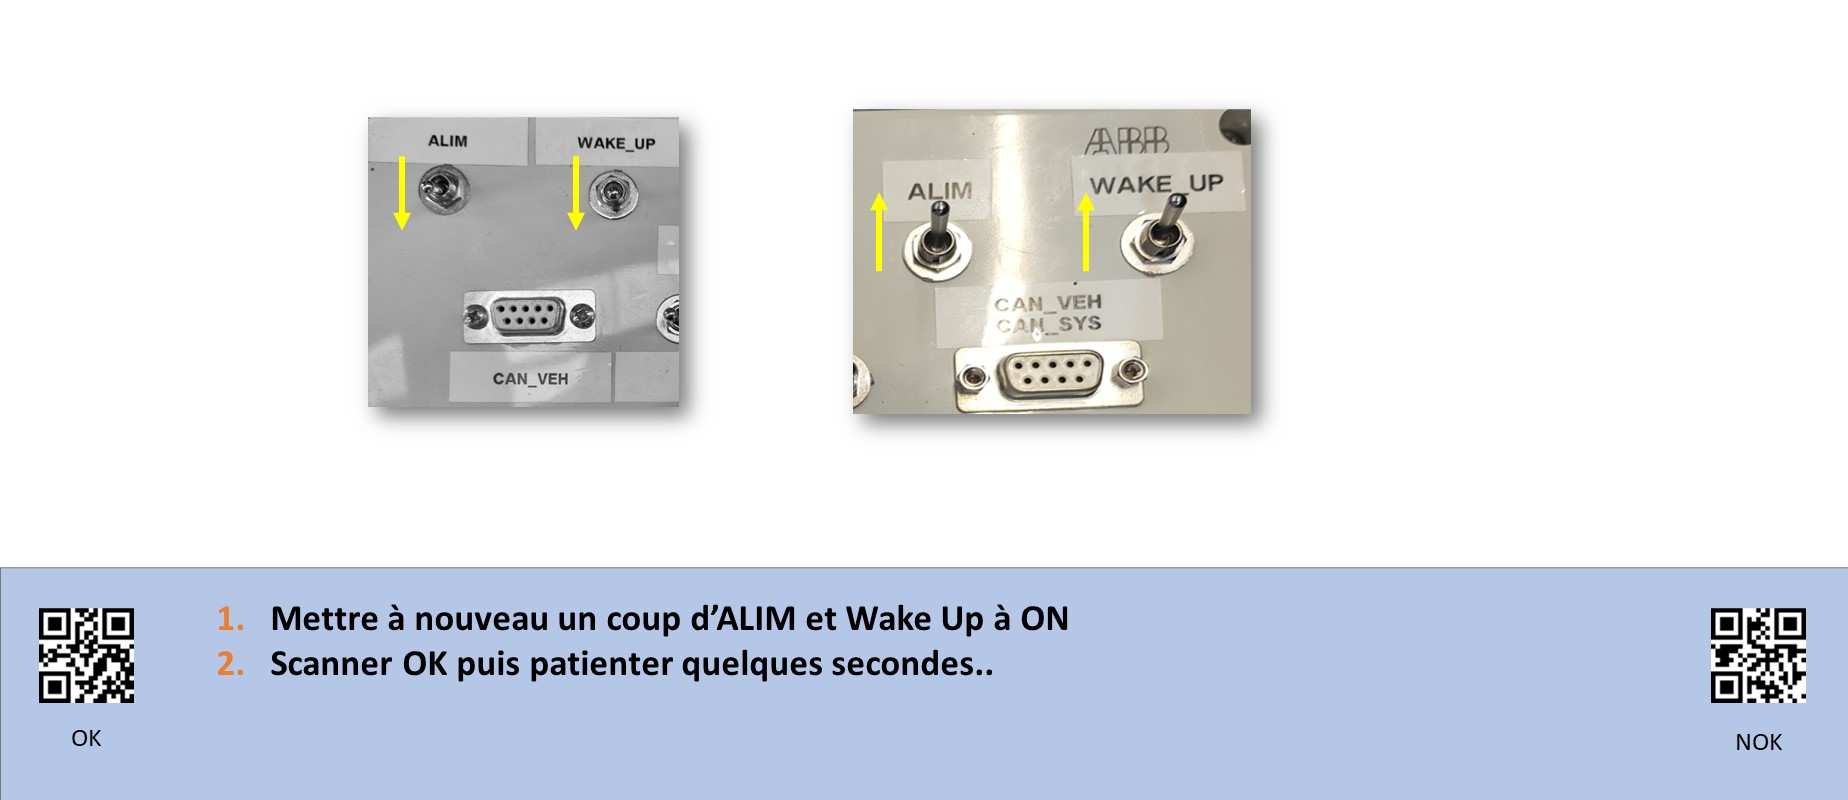 ALIM
WAKE_UP
CAN_VEH
ABB
ALIM
WAKE_UP
CAN_VEH
CAN_SYS
1. Mettre à nouveau un coup d’ALIM et Wake Up à ON
2. Scanner OK puis patienter quelques secondes..
OK
NOK